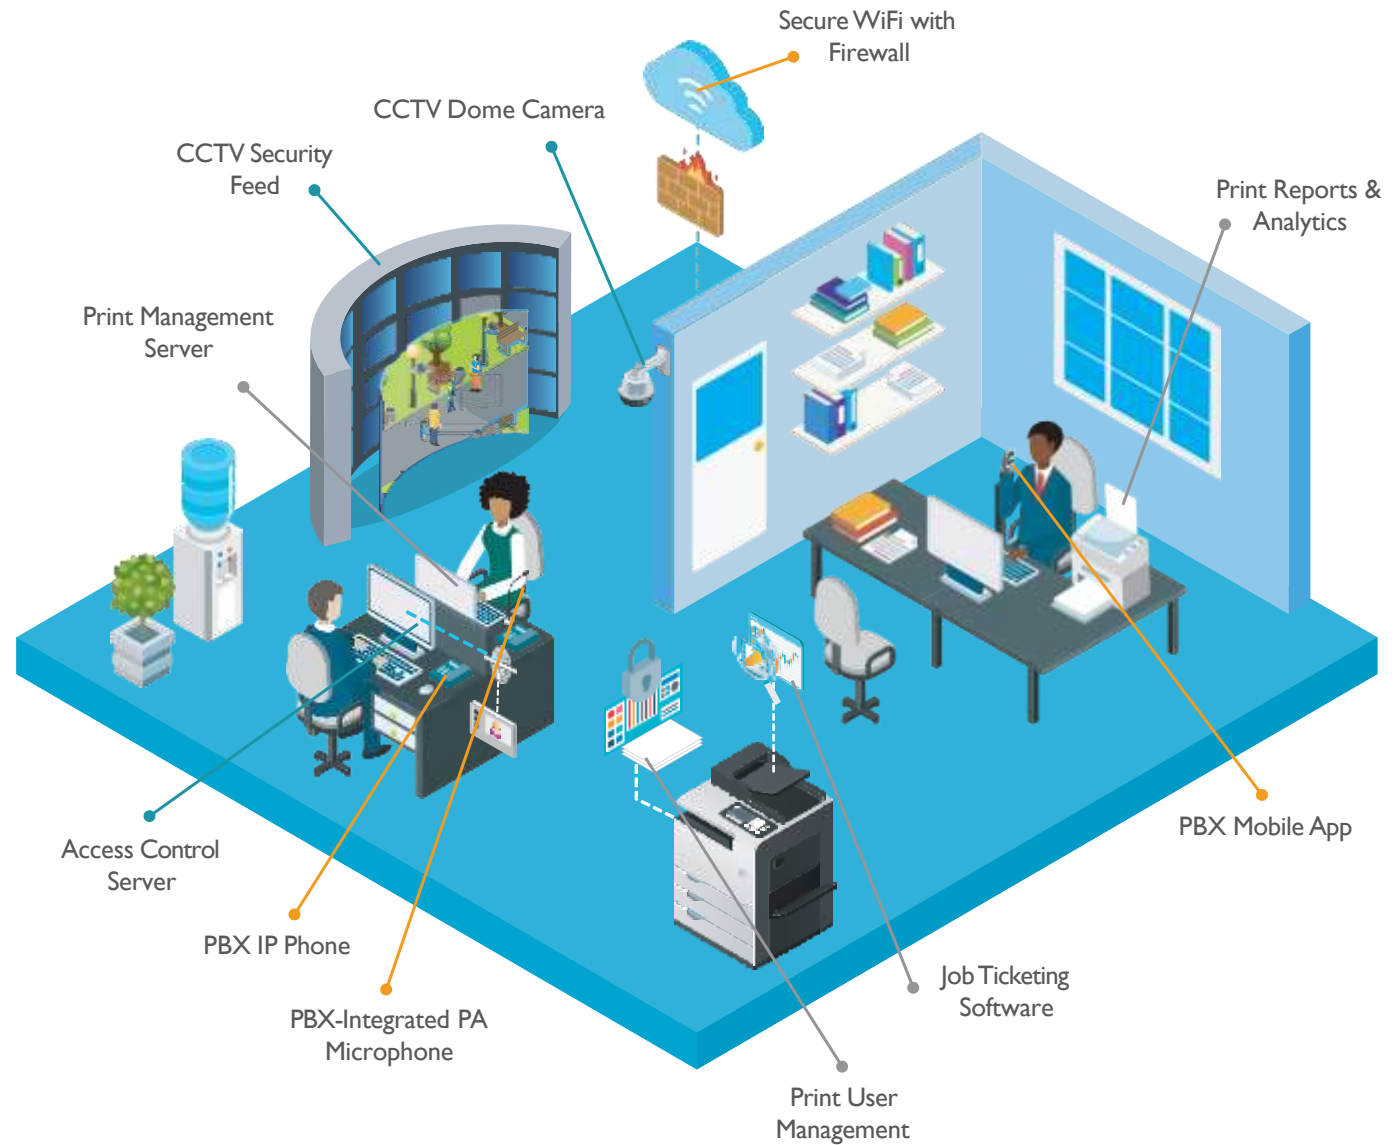 Secure WiFi with
Firewall
CCTV Dome Camera
CCTV Security
Feed
Print Reports &
Analytics
Print Management
Server
PBX Mobile App
Access Control
Server
PBX IP Phone
Job Ticketing
Software
PBX-Integrated PA
Microphone
Print User
Management